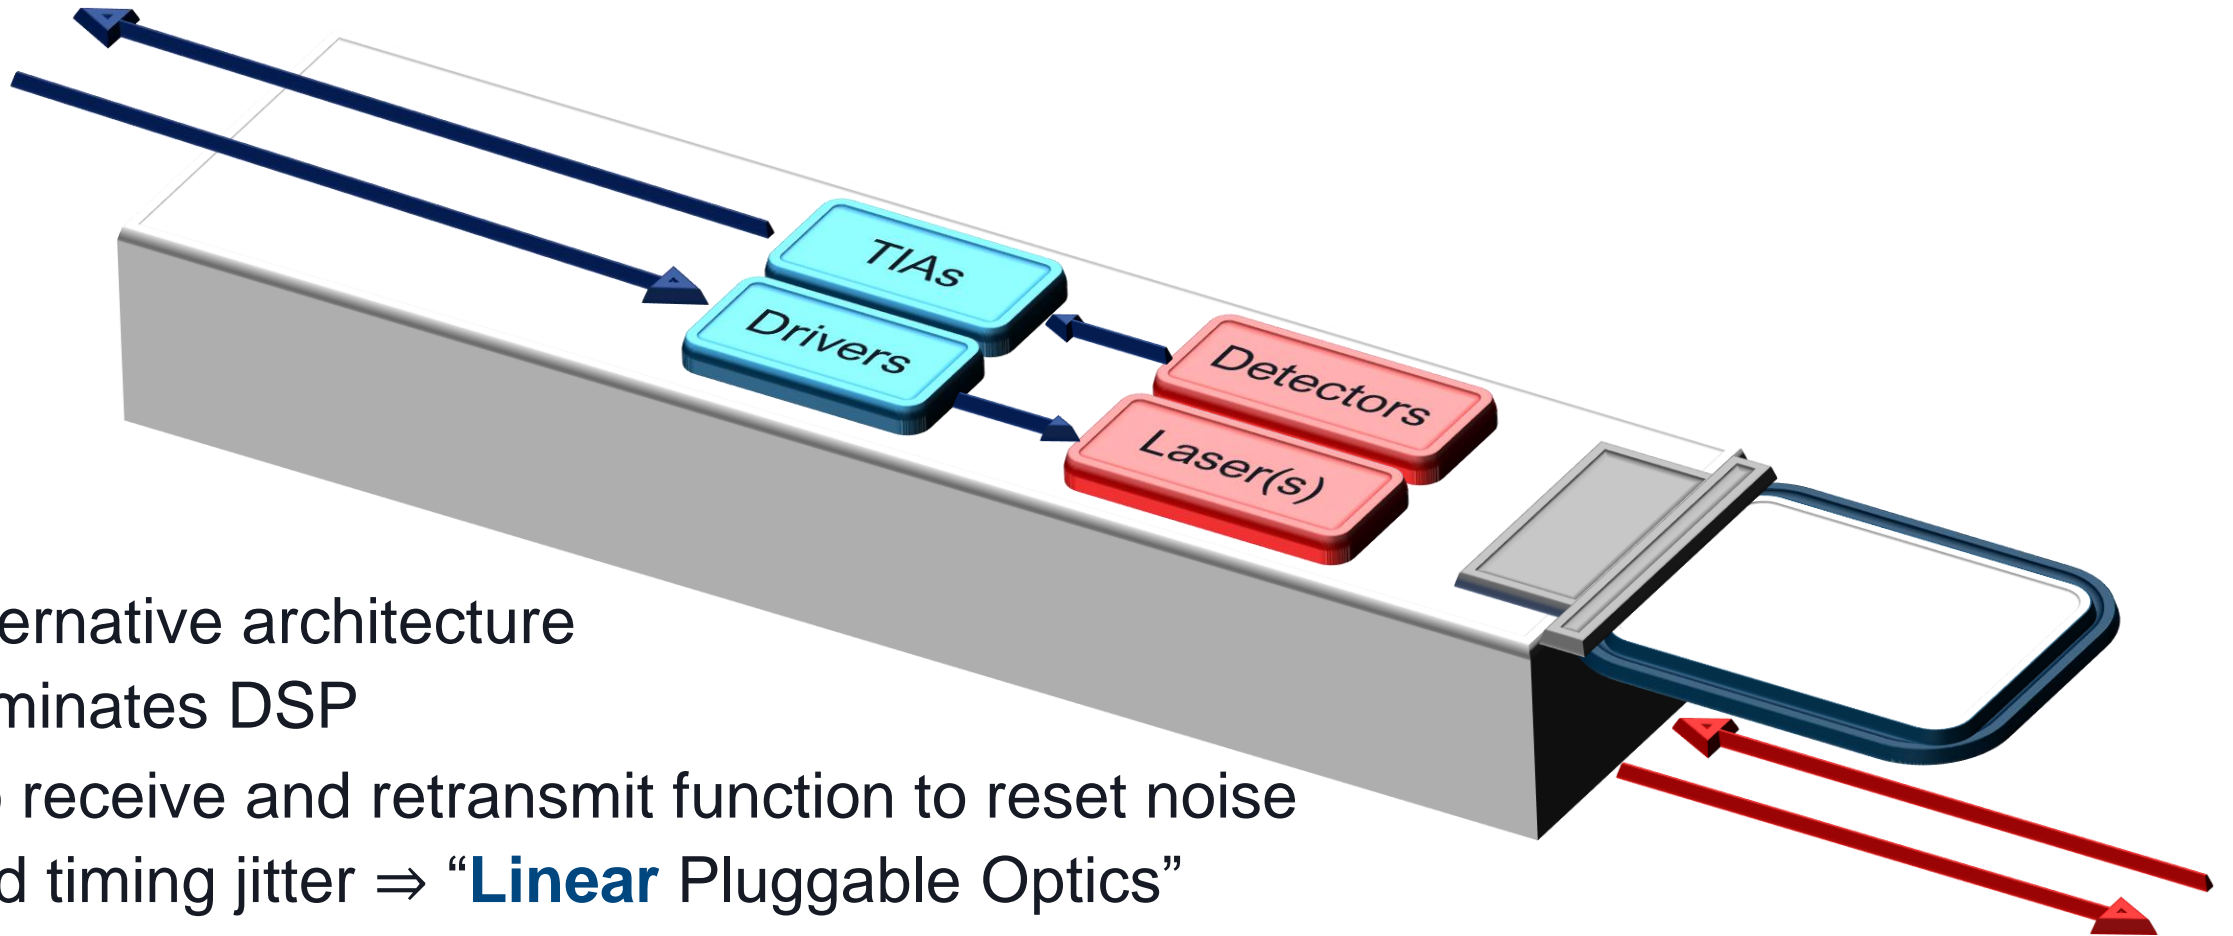 TIAs
Drivers
Detectors
Laser(s)
ernative architecture
minates DSP
receive and retransmit function to reset noise
d timing jitter ⇒ “Linear Pluggable Optics”